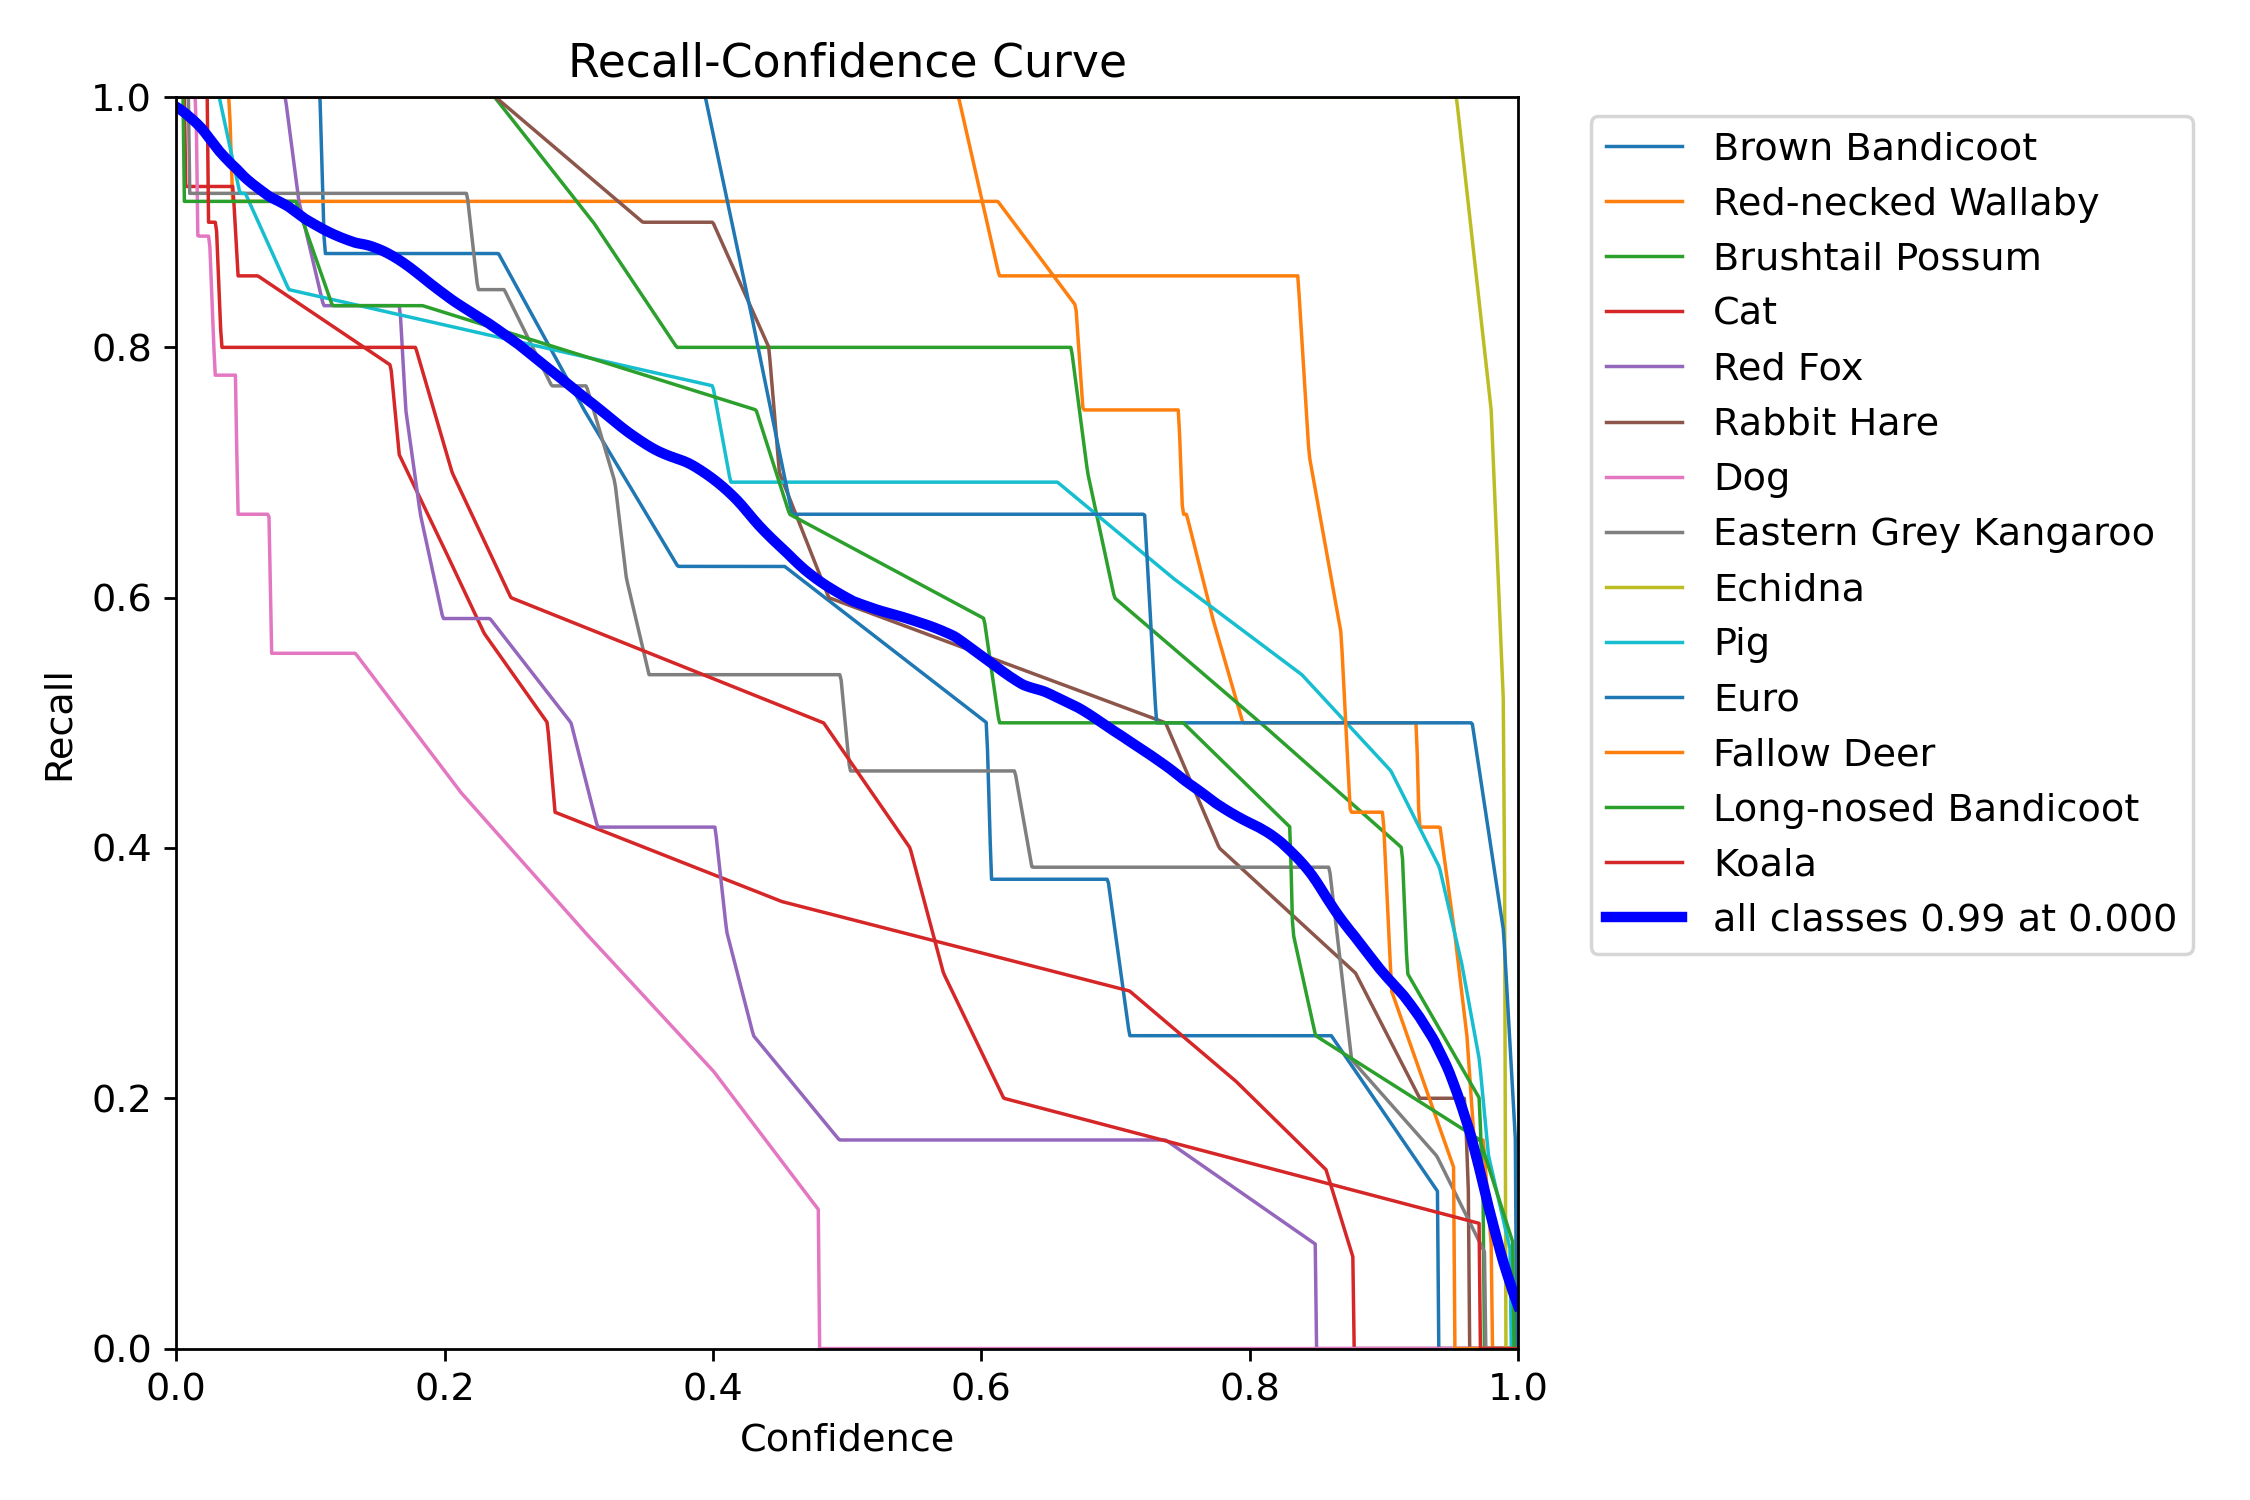 Recall-Confidence Curve
1.0
0.8
0.6
0.4
0.2
0.0
Recall
0.0 0.2 0.4 0.6 0.8 1.0
Confidence
Brown Bandicoot
Red-necked Wallaby
Brushtail Possum
Cat
Red Fox
Rabbit Hare
Dog
Eastern Grey Kangaroo
Echidna
Pig
Euro
Fallow Deer
Long-nosed Bandicoot
Koala
all classes 0.99 at 0.000